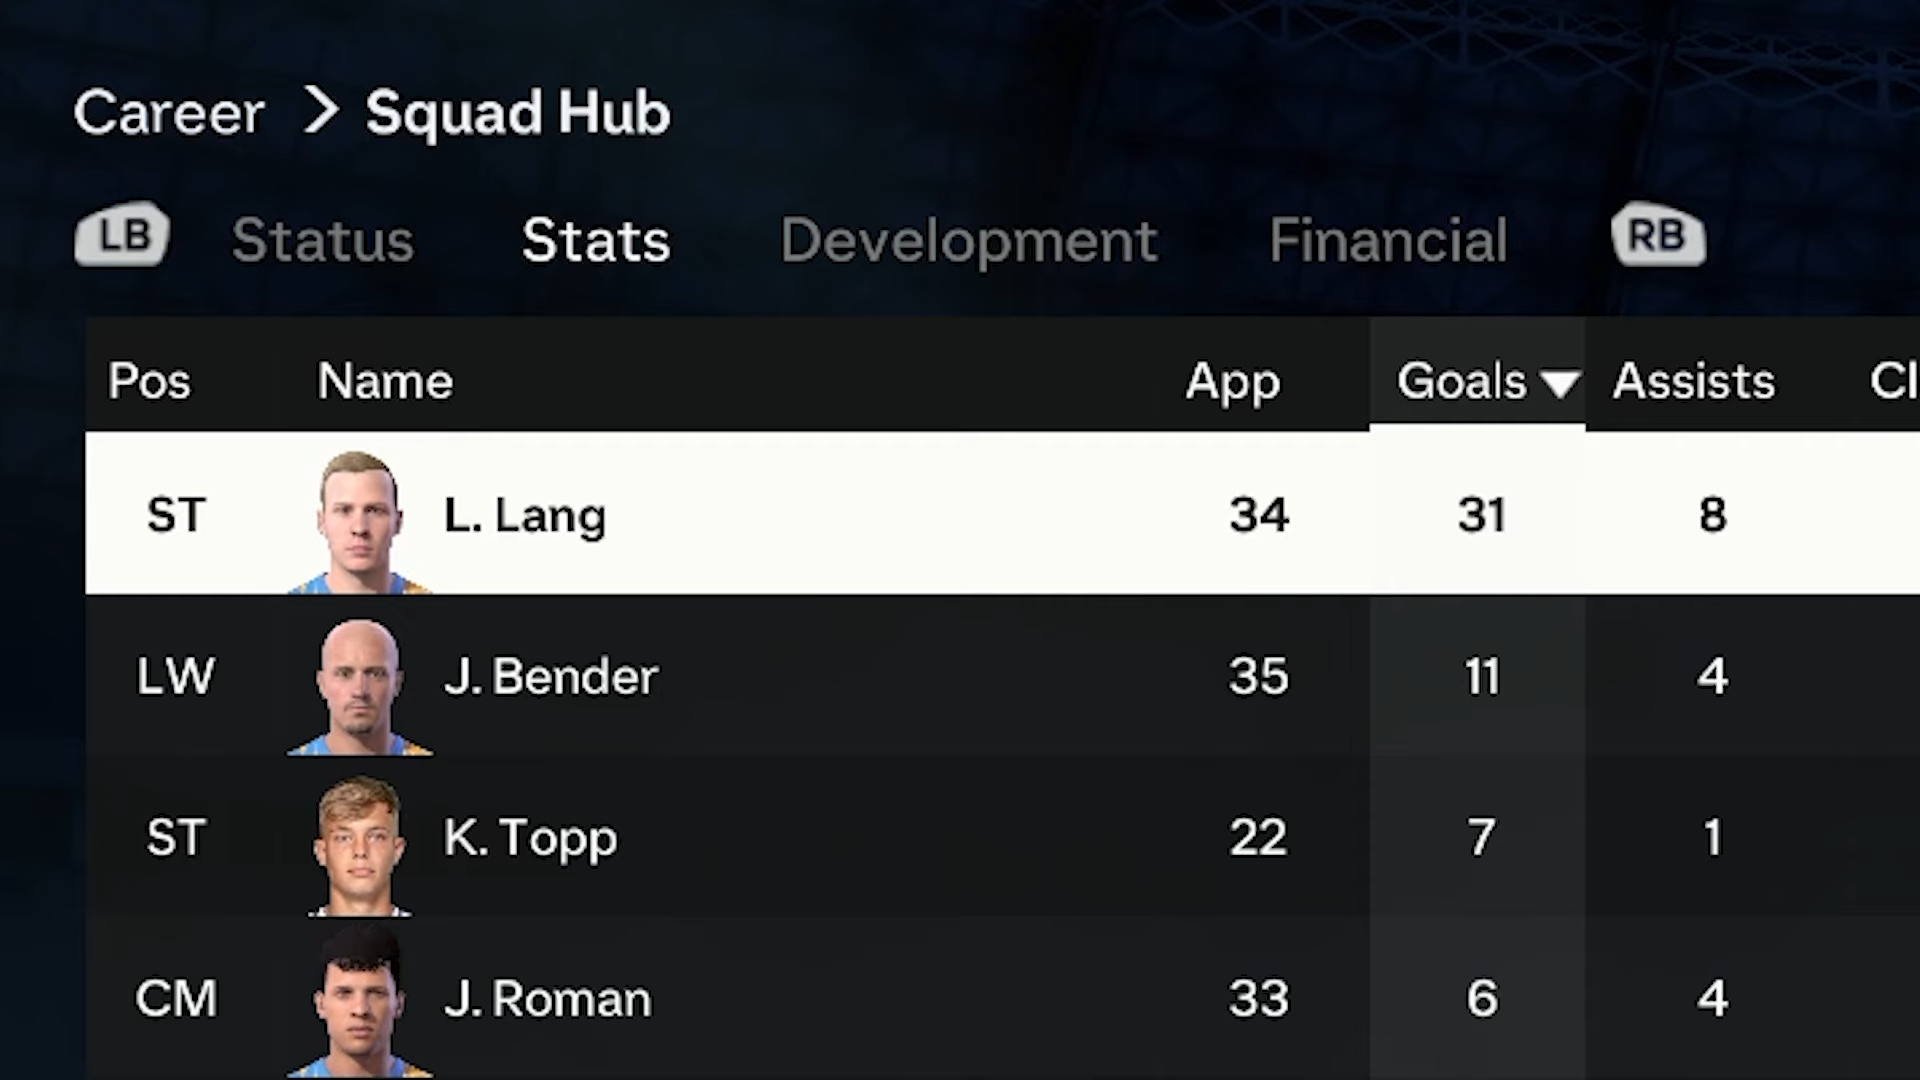 Career > Squad Hub
LB Status Stats Development Financial RB
Pos Name App Goals Assists Cl
ST L. Lang 34 31 8
LW J. Bender 35 11 4
ST K. Topp 22 7 1
CM J. Roman 33 6 4